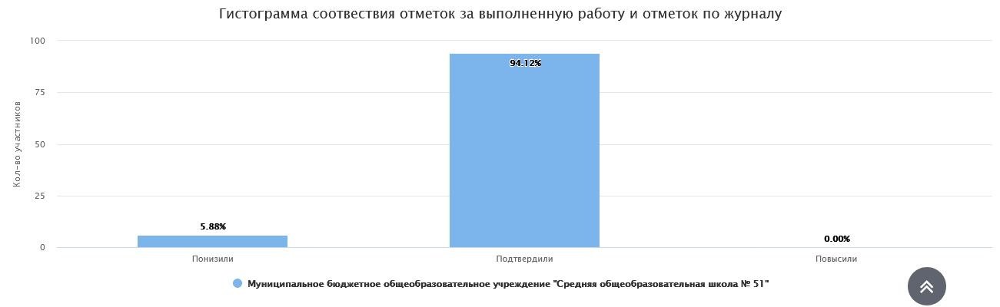 Гистограмма соотвествия отметок за выполненную работу и отметок по журналу
100
75
50
25
0
Кол-во участников
5.88%
94.12%
0.00%
Понизили
Подтвердили
Повысили
Муниципальное бюджетное общеобразовательное учреждение "Средняя общеобразовательная школа № 51"